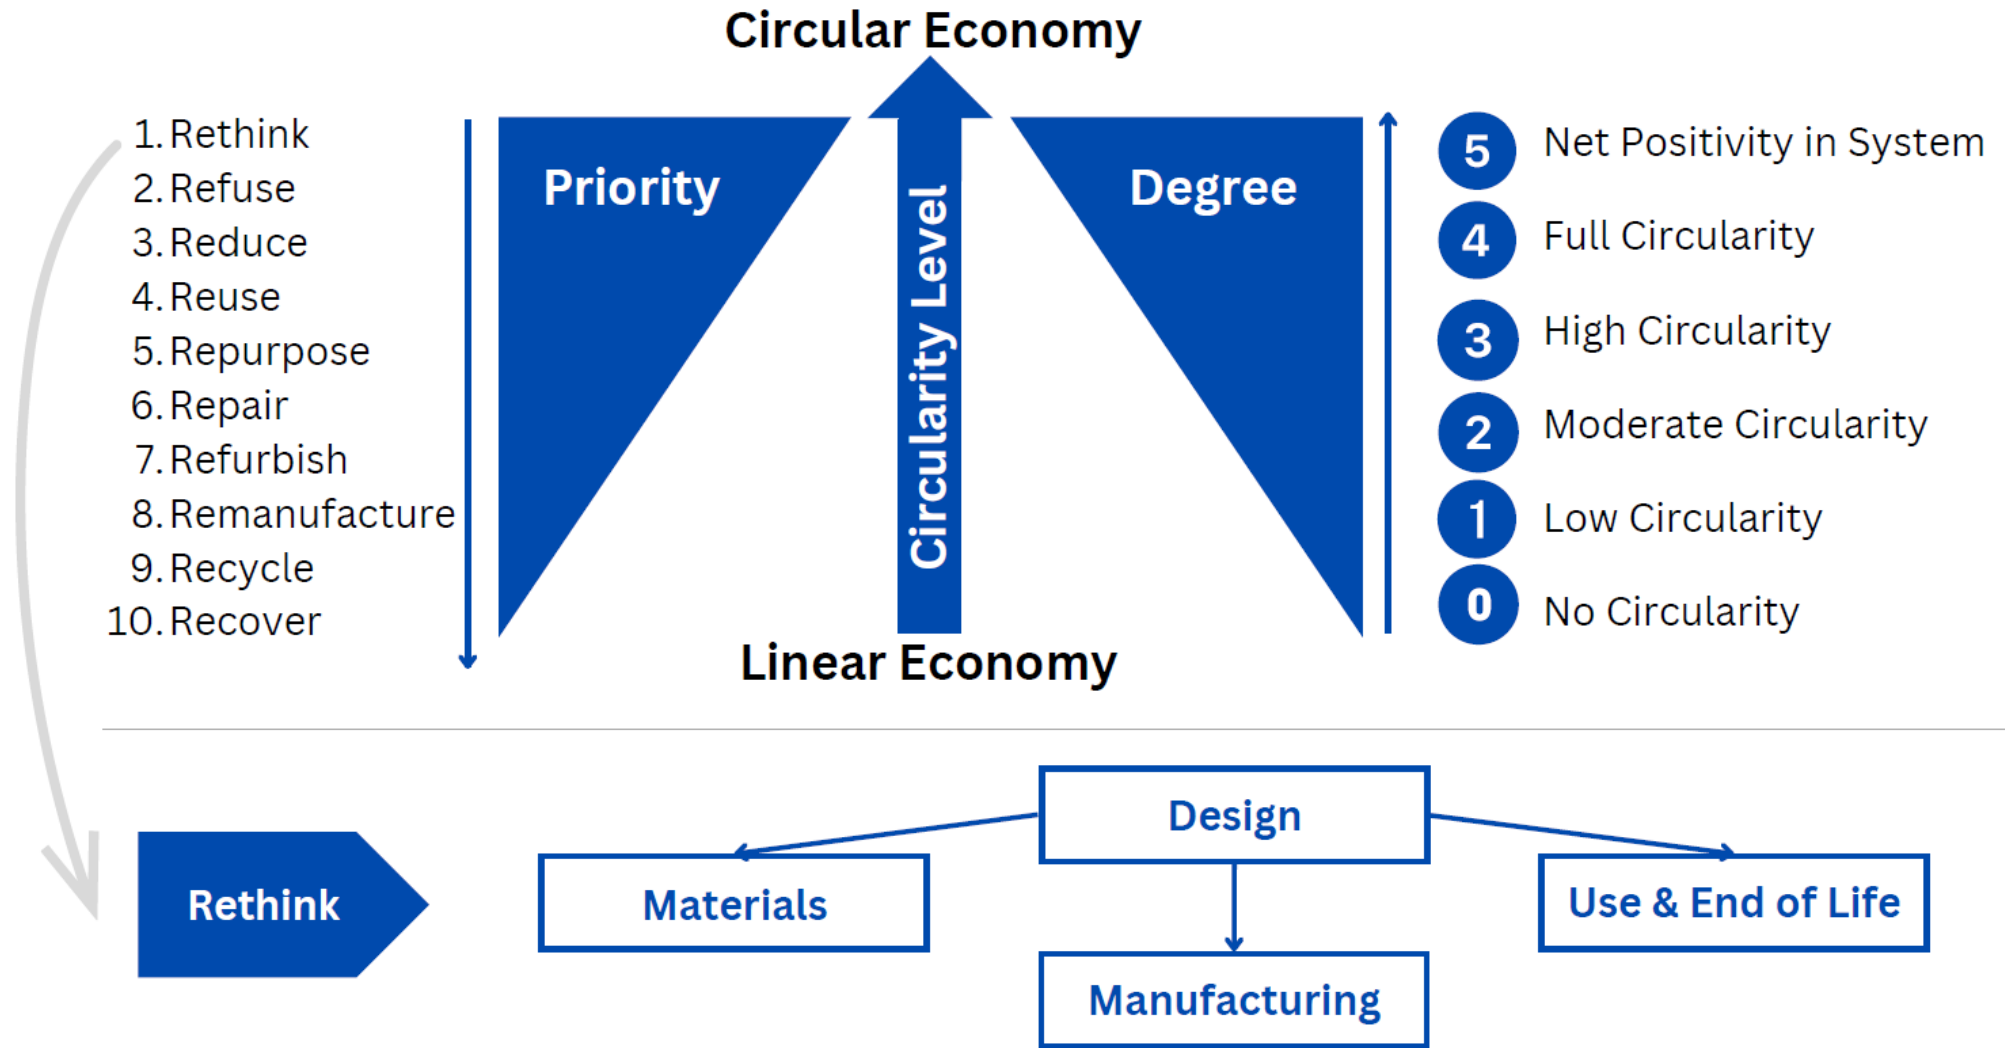 Circular Economy
1. Rethink
2. Refuse
3. Reduce
4. Reuse
5. Repurpose
6. Repair
7. Refurbish
8. Remanufacture
9. Recycle
10. Recover
Priority
Circularity Level
Degree
5 Net Positivity in System
4 Full Circularity
3 High Circularity
2 Moderate Circularity
1 Low Circularity
0 No Circularity
Linear Economy
Rethink
Design
Materials
Manufacturing
Use & End of Life